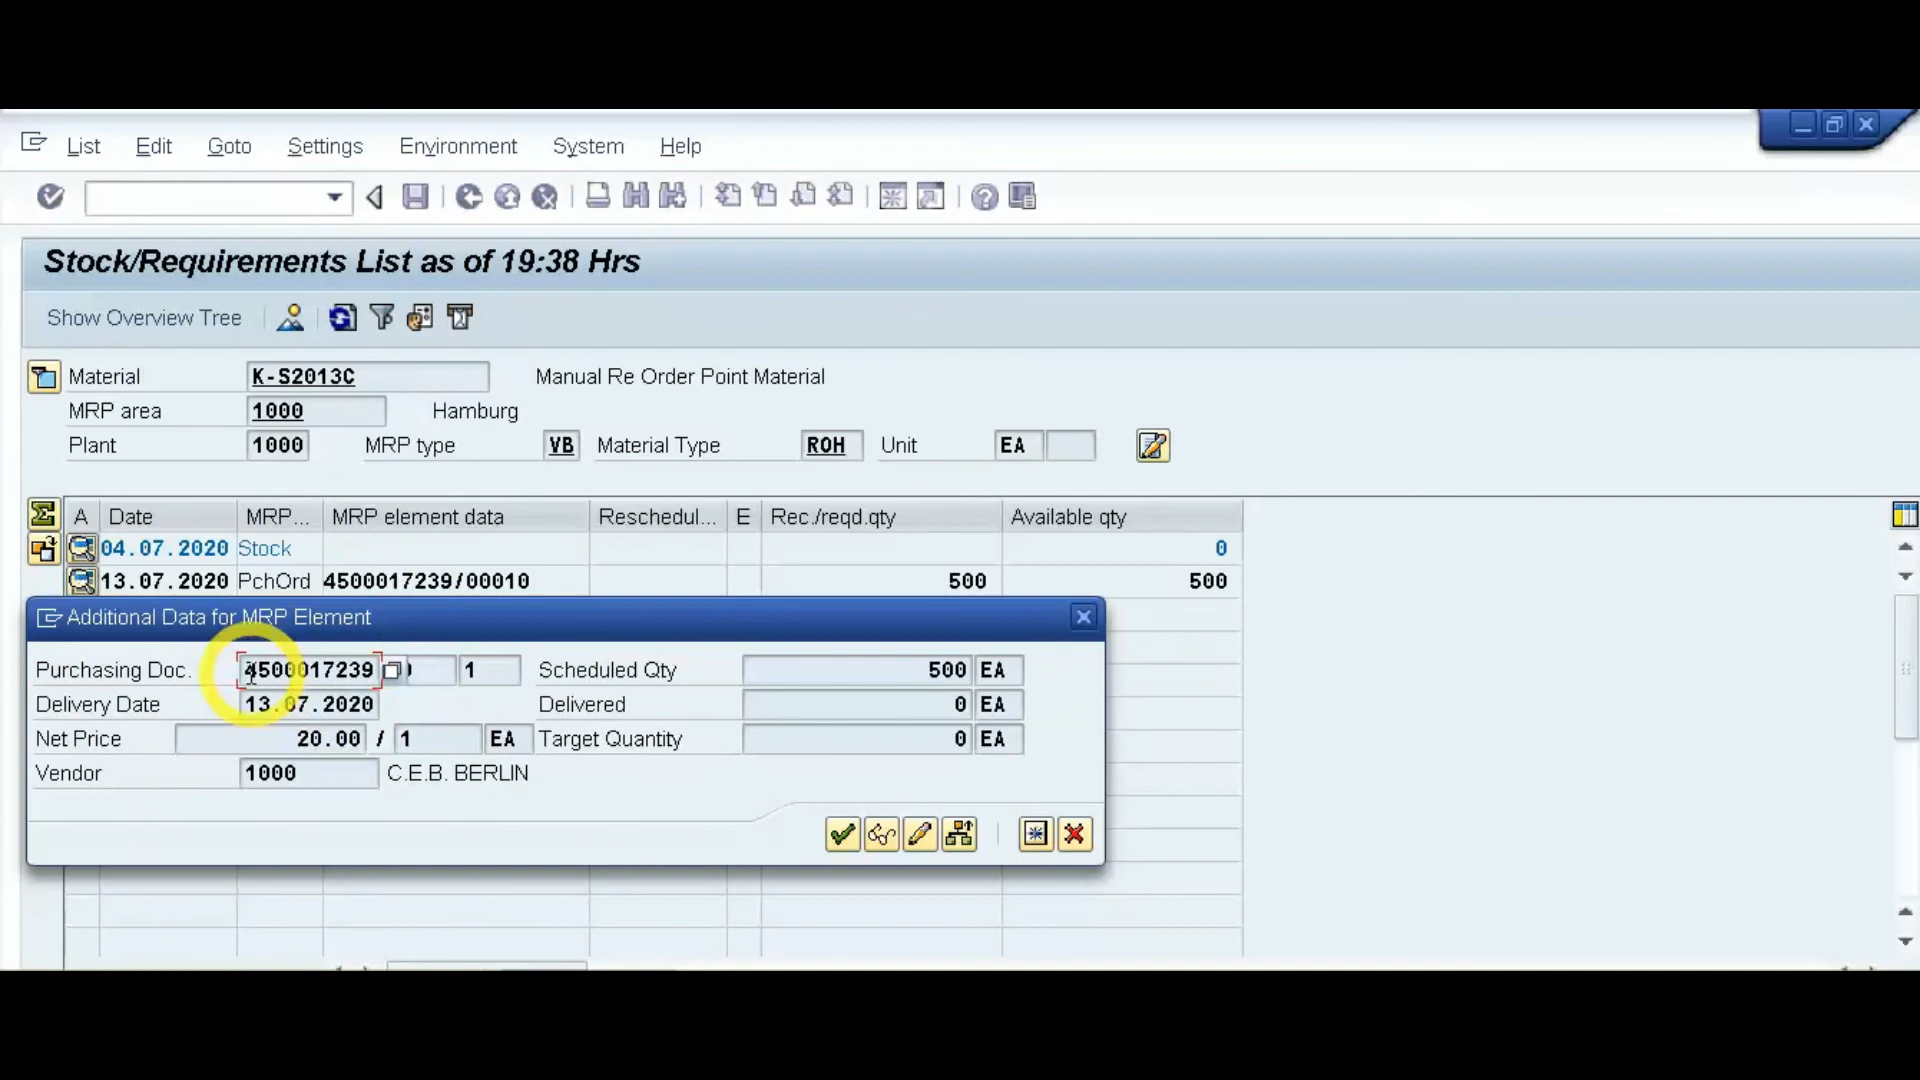 List Edit Goto Settings Environment System Help
Stock/Requirements List as of 19:38 Hrs
Show Overview Tree
Material K-S2013C Manual Re Order Point Material
MRP area 1000 Hamburg
Plant 1000 MRP type VB Material Type ROH Unit EA
A Date MRP... MRP element data Reschedul... E Rec./reqd.qty Available qty
04.07.2020 Stock 0
13.07.2020 PchOrd 4500017239/00010 500 500
Additional Data for MRP Element
Purchasing Doc. 4500017239 1 Scheduled Qty 500 EA
Delivery Date 13.07.2020 Delivered 0 EA
Net Price 20.00 / 1 EA Target Quantity 0 EA
Vendor 1000 C.E.B. BERLIN